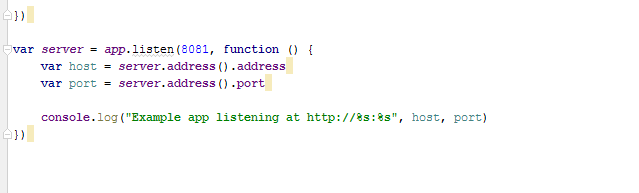 })
var server = app.listen(8081, function () {
    var host = server.address().address
    var port = server.address().port
    console.log("Example app listening at http://%s:%s", host, port)
})